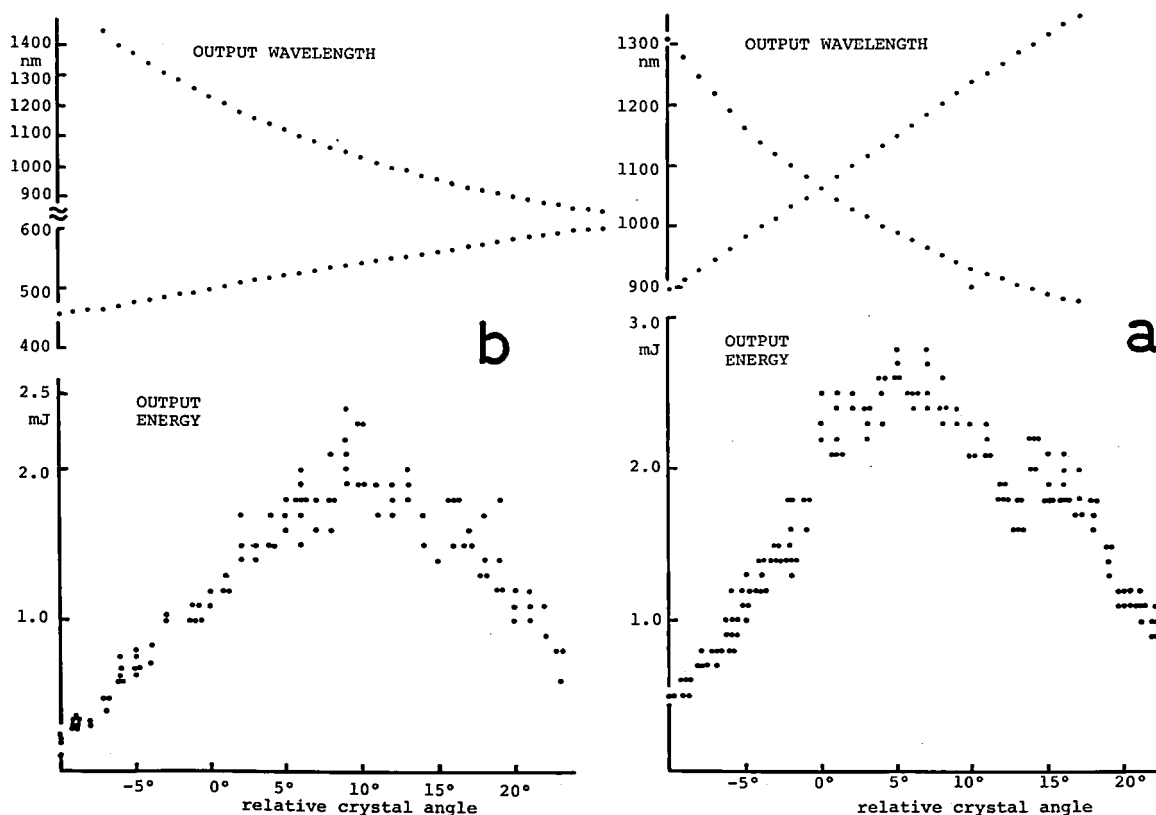 OUTPUT WAVELENGTH
1400
nm
1300
1200
1100
1000
900
600
500
400
b
OUTPUT
ENERGY
2.5
mJ
2.0
1.0
-5° 0° 5° 10° 15° 20°
relative crystal angle
OUTPUT WAVELENGTH
1300
nm
1200
1100
1000
900
a
3.0
mJ
OUTPUT
ENERGY
2.0
1.0
-5° 0° 5° 10° 15° 20°
relative crystal angle